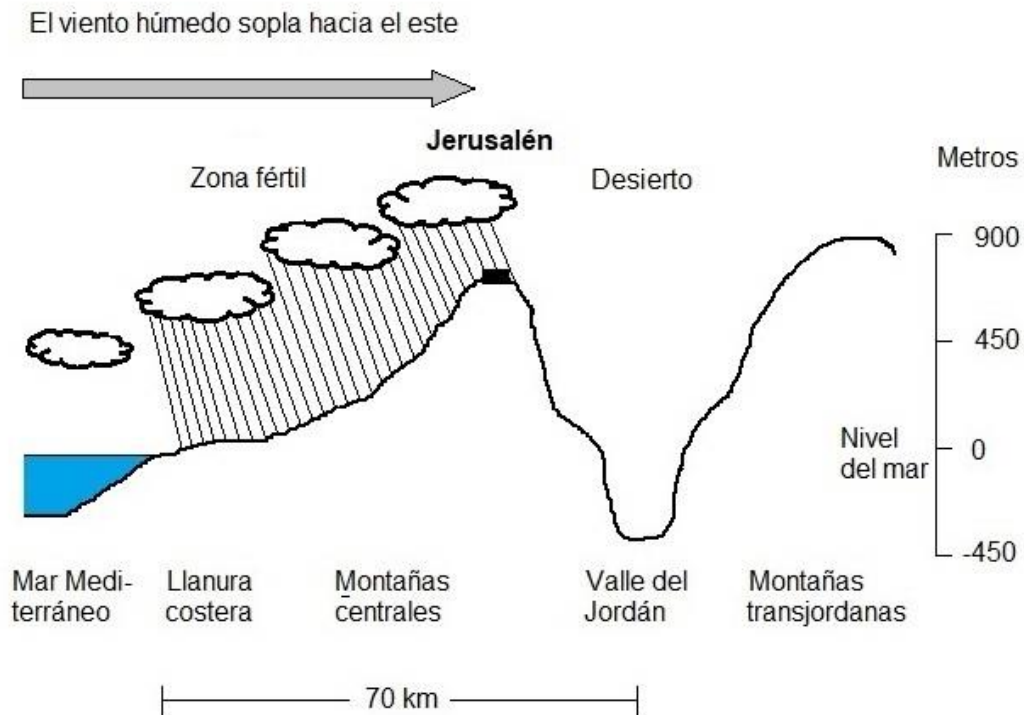 El viento húmedo sopla hacia el este
Jerusalén
Zona fértil
Desierto
Metros
900
450
Nivel
del mar
0
-450
Mar Medi-
terráneo
Llanura
costera
Montañas
centrales
Valle del
Jordán
Montañas
transjordanas
70 km